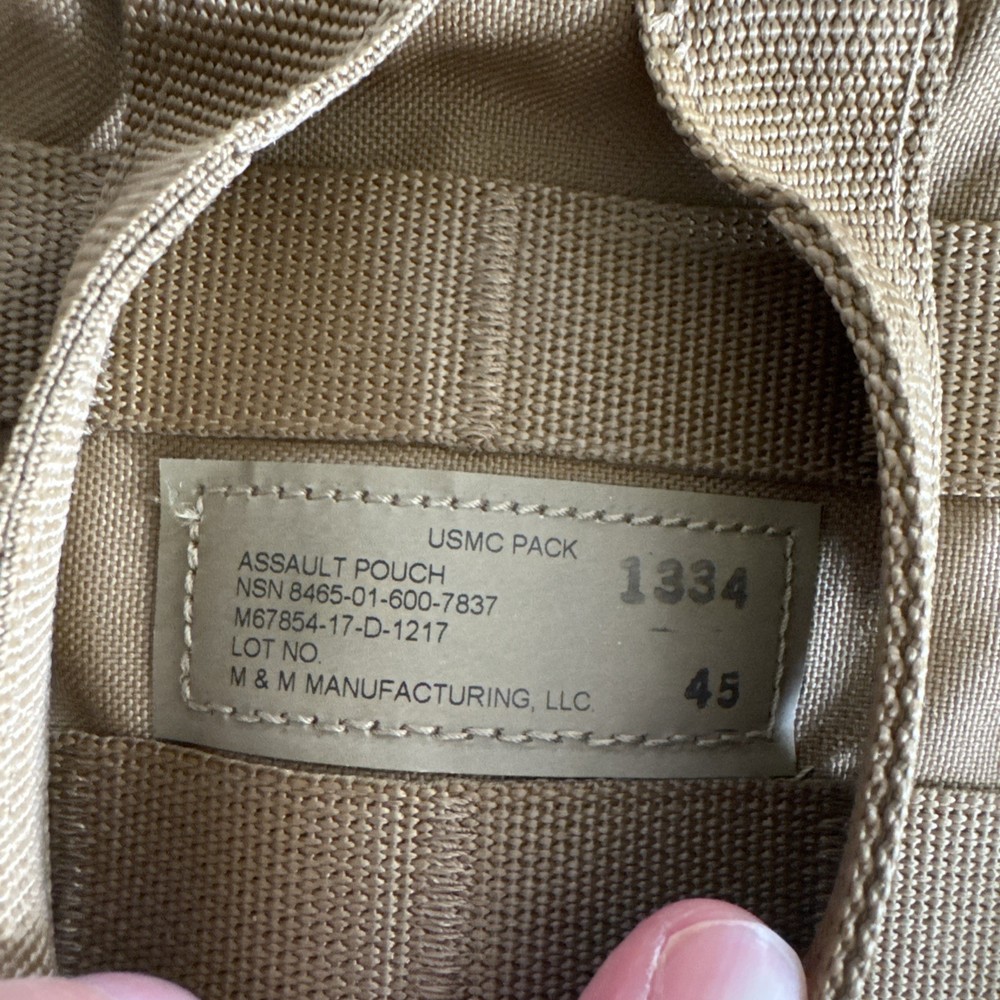 USMC PACK
ASSAULT POUCH
1334
NSN 8465-01-600-7837
M67854-17-D-1217
LOT NO.
45
M & M MANUFACTURING, LLC.